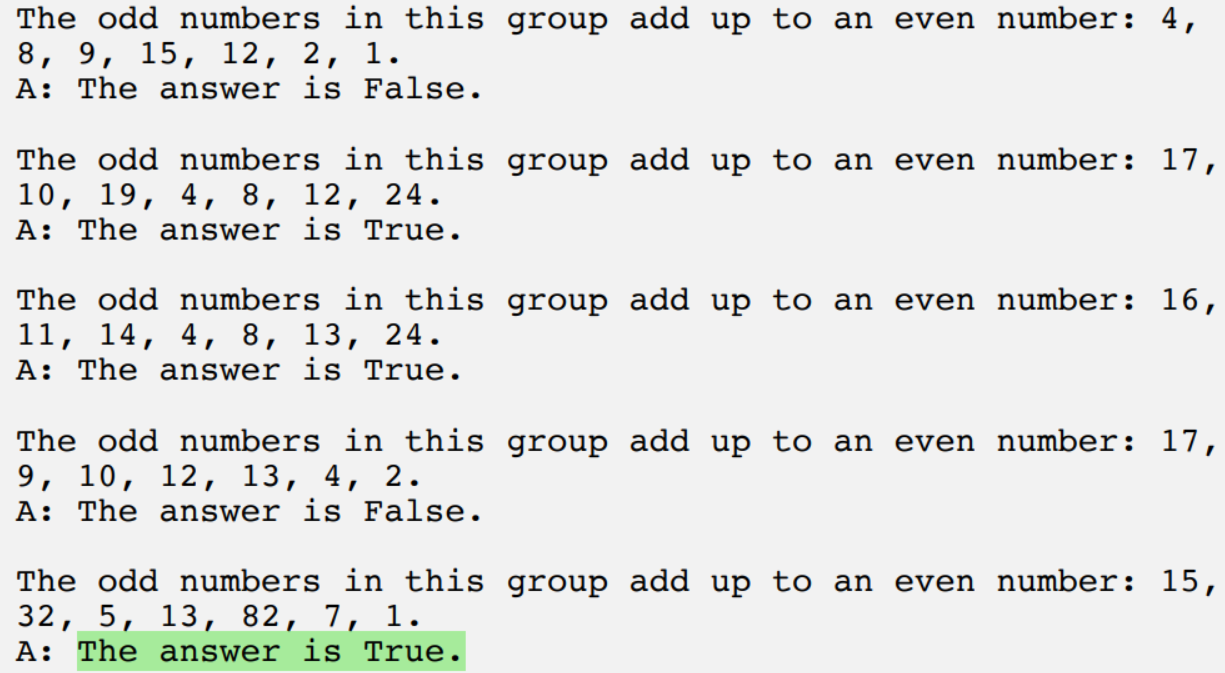 The odd numbers in this group add up to an even number: 4,
8, 9, 15, 12, 2, 1.
A: The answer is False.
The odd numbers in this group add up to an even number: 17,
10, 19, 4, 8, 12, 24.
A: The answer is True.
The odd numbers in this group add up to an even number: 16,
11, 14, 4, 8, 13, 24.
A: The answer is True.
The odd numbers in this group add up to an even number: 17,
9, 10, 12, 13, 4, 2.
A: The answer is False.
The odd numbers in this group add up to an even number: 15,
32, 5, 13, 82, 7, 1.
A: The answer is True.